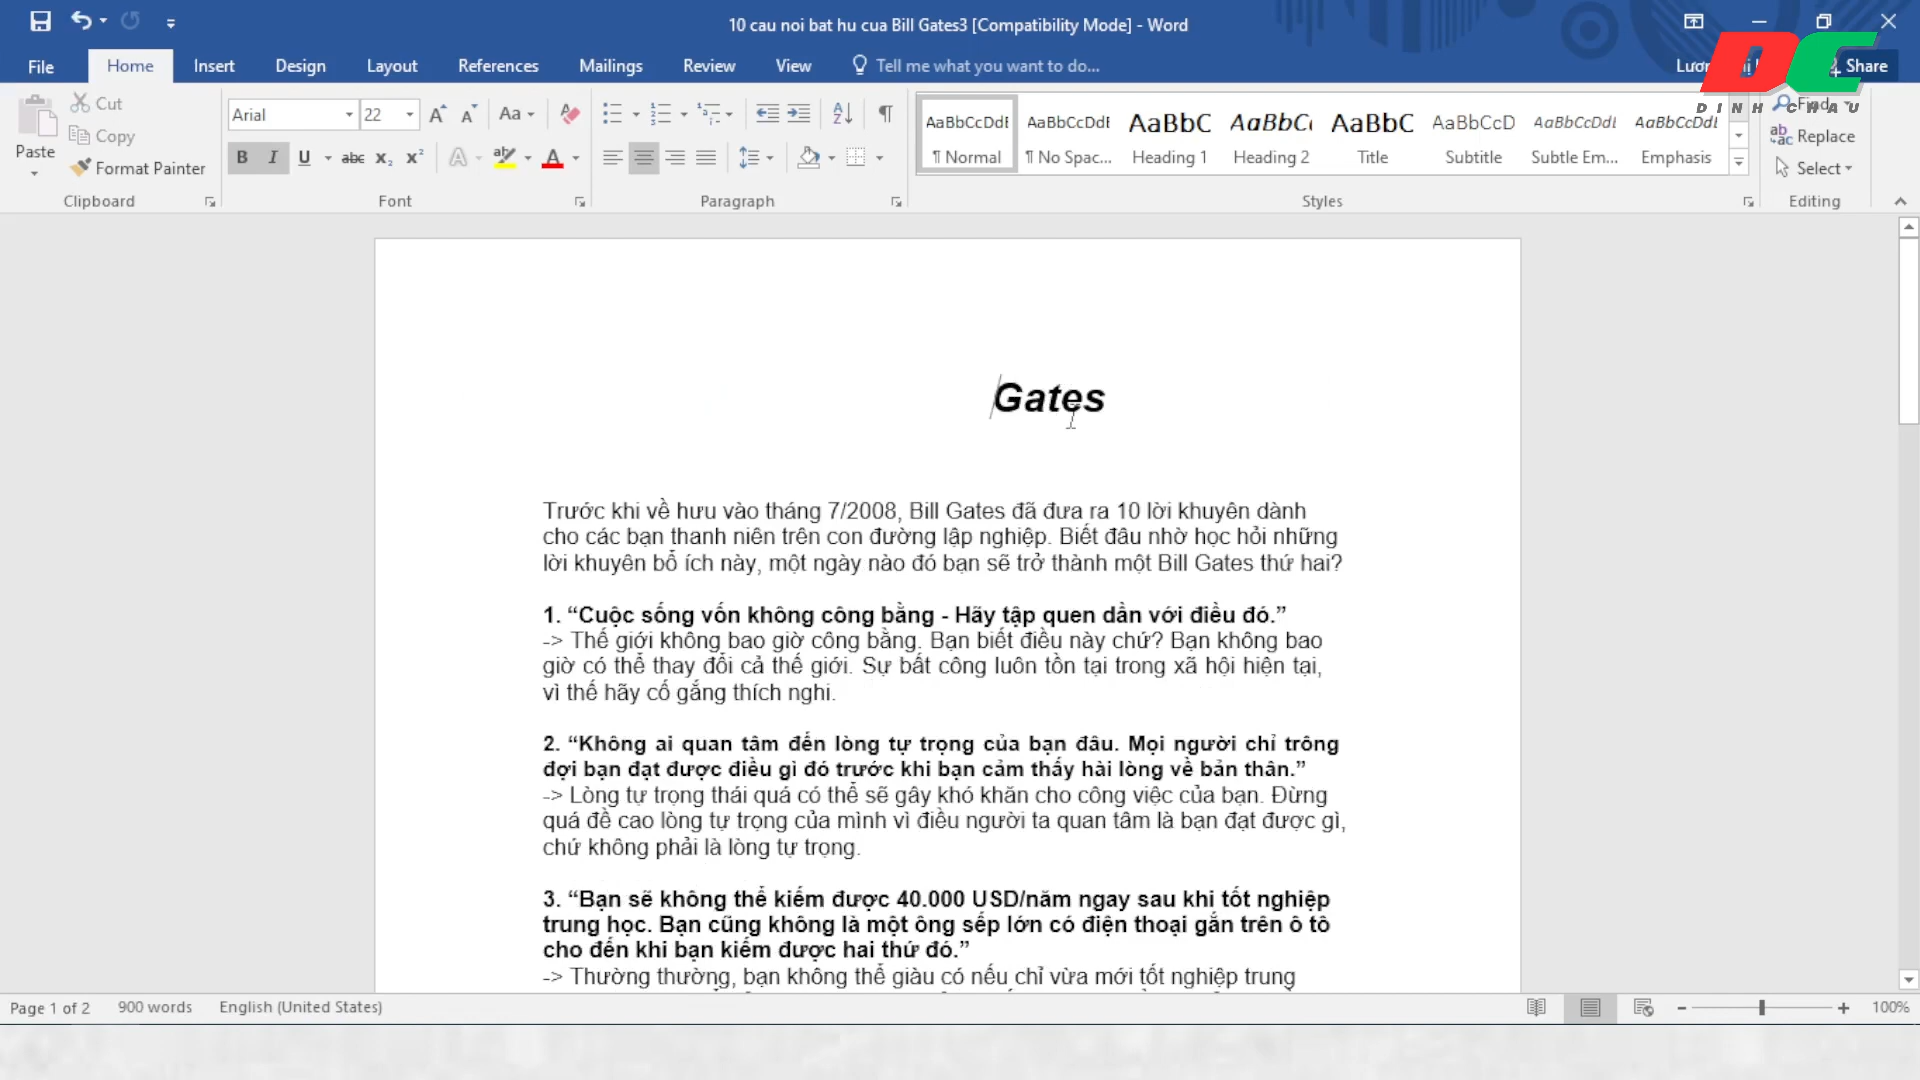 10 cau noi bat hu cua Bill Gates3 [Compatibility Mode] - Word
File Home Insert Design Layout References Mailings Review View Tell me what you want to do... Share
DC
DINH CHAU
Paste
Cut
Copy
Format Painter
Clipboard
Arial 22
Font
Paragraph
AaBbCcDdE AaBbCcDdE AaBbC AaBbC AaBbC AaBbCcD AaBbCcDdE AaBbCcDdE
¶ Normal ¶ No Spac... Heading 1 Heading 2 Title Subtitle Subtle Em... Emphasis
Styles
Find
Replace
Select
Editing
Gates
Trước khi về hưu vào tháng 7/2008, Bill Gates đã đưa ra 10 lời khuyên dành
cho các bạn thanh niên trên con đường lập nghiệp. Biết đâu nhờ học hỏi những
lời khuyên bổ ích này, một ngày nào đó bạn sẽ trở thành một Bill Gates thứ hai?
1. “Cuộc sống vốn không công bằng - Hãy tập quen dần với điều đó.”
-> Thế giới không bao giờ công bằng. Bạn biết điều này chứ? Bạn không bao
giờ có thể thay đổi cả thế giới. Sự bất công luôn tồn tại trong xã hội hiện tại,
vì thế hãy cố gắng thích nghi.
2. “Không ai quan tâm đến lòng tự trọng của bạn đâu. Mọi người chỉ trông
đợi bạn đạt được điều gì đó trước khi bạn cảm thấy hài lòng về bản thân.”
-> Lòng tự trọng thái quá có thể sẽ gây khó khăn cho công việc của bạn. Đừng
quá đề cao lòng tự trọng của mình vì điều người ta quan tâm là bạn đạt được gì,
chứ không phải là lòng tự trọng.
3. “Bạn sẽ không thể kiếm được 40.000 USD/năm ngay sau khi tốt nghiệp
trung học. Bạn cũng không là một ông sếp lớn có điện thoại gắn trên ô tô
cho đến khi bạn kiếm được hai thứ đó.”
-> Thường thường, bạn không thể giàu có nếu chỉ vừa mới tốt nghiệp trung
Page 1 of 2 900 words English (United States) 100%